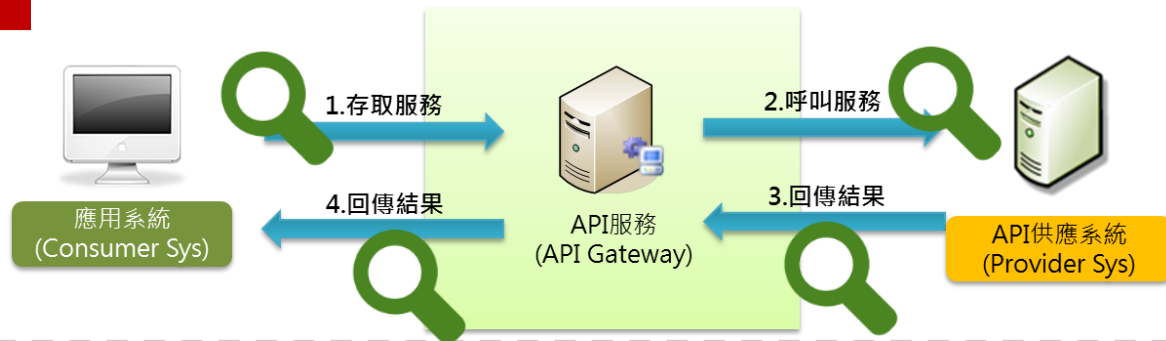 1.存取服務
2.呼叫服務
4.回傳結果
3.回傳結果
應用系統
(Consumer Sys)
API服務
(API Gateway)
API供應系統
(Provider Sys)